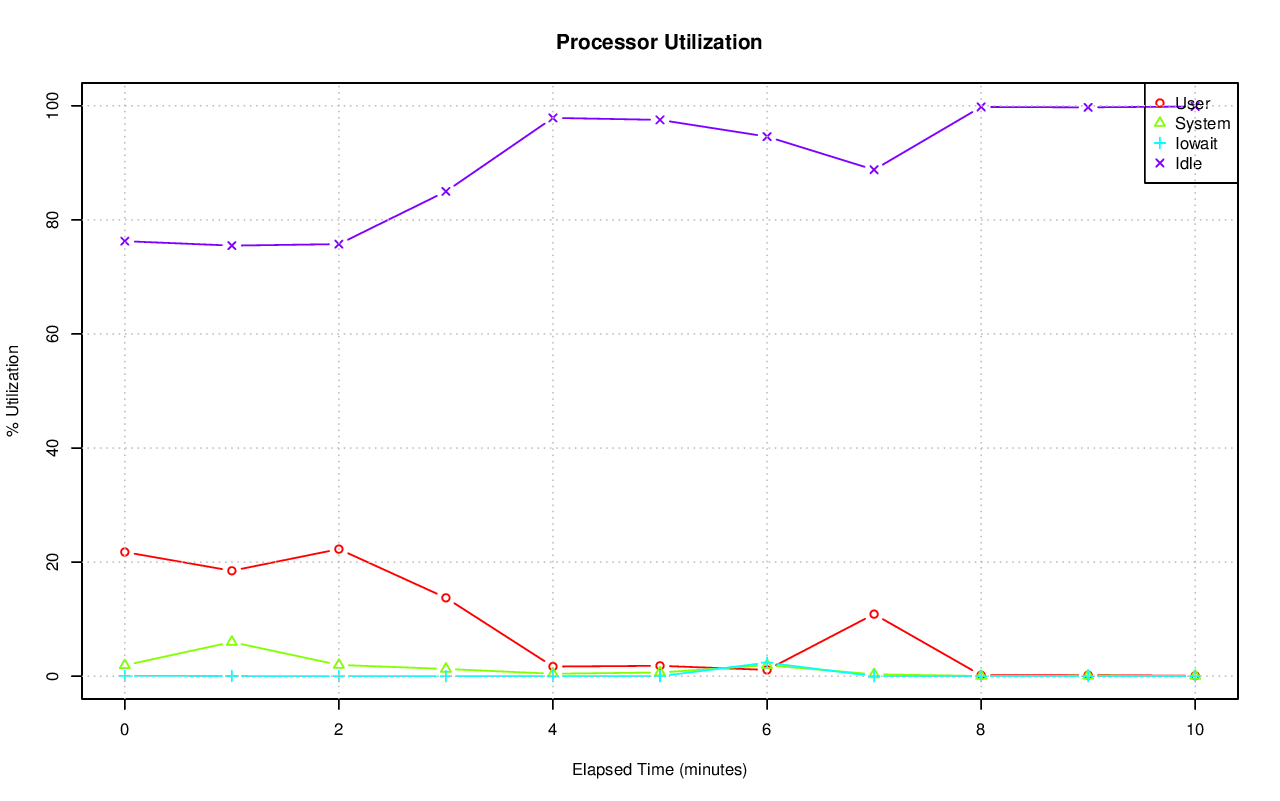 Processor Utilization
% Utilization
100
80
60
40
20
0
User
System
Iowait
Idle
0 2 4 6 8 10
Elapsed Time (minutes)